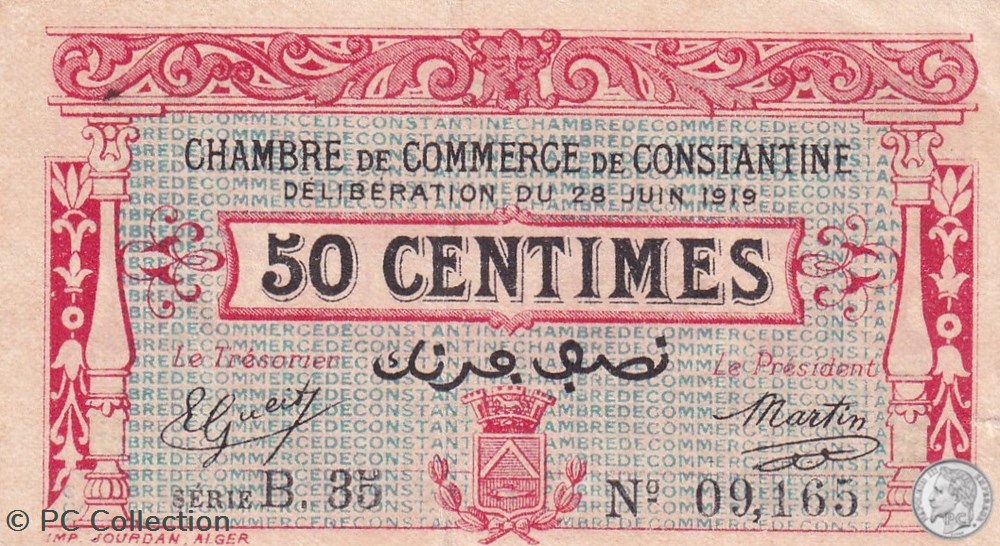 CHAMBRE DE COMMERCE DE CONSTANTINE
DÉLIBÉRATION DU 28 JUIN 1919
50 CENTIMES
نصف فرنك
Le Trésorier
Le Président
Martin
SÉRIE B. 35
Nº 09,165
© PC Collection
IMP. JOURDAN, ALGER